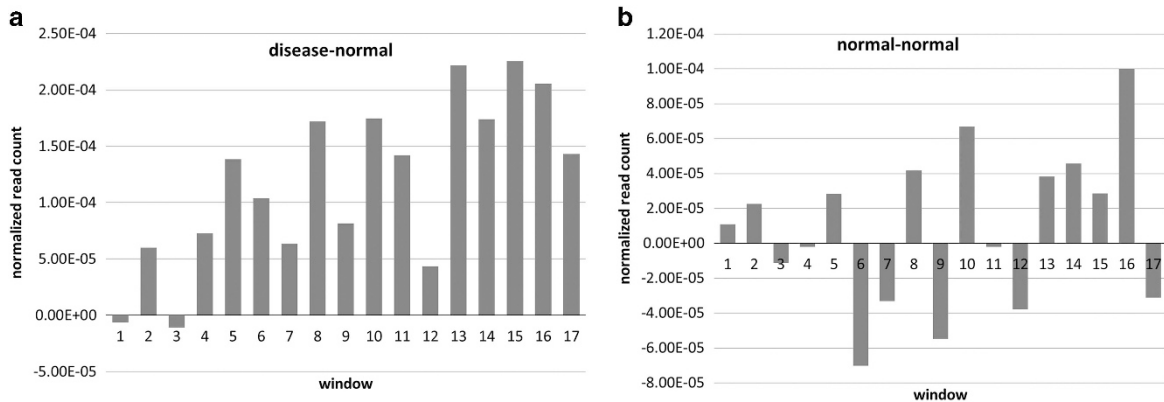 a
disease-normal
2.50E-04
2.00E-04
1.50E-04
1.00E-04
5.00E-05
0.00E+00
-5.00E-05
normalized read count
1 2 3 4 5 6 7 8 9 10 11 12 13 14 15 16 17
window
b
normal-normal
1.20E-04
1.00E-04
8.00E-05
6.00E-05
4.00E-05
2.00E-05
0.00E+00
-2.00E-05
-4.00E-05
-6.00E-05
-8.00E-05
normalized read count
1 2 3 4 5 6 7 8 9 10 11 12 13 14 15 16 17
window